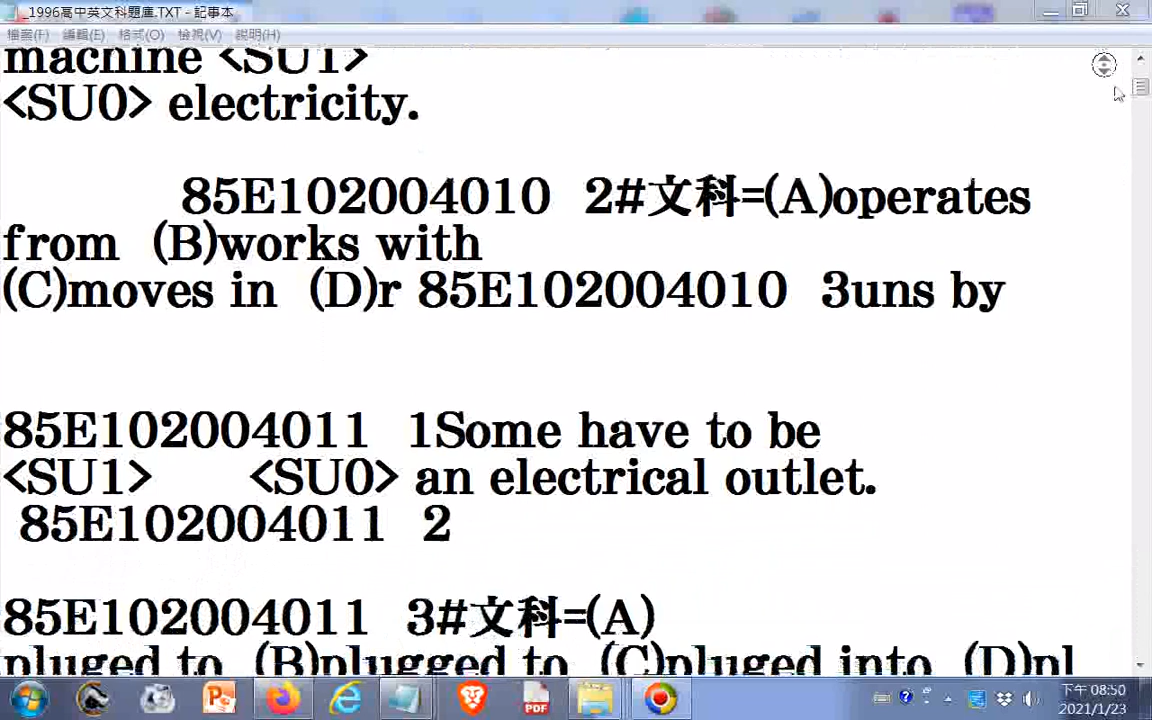 _1996高中英文科題庫.TXT - 記事本
檔案(F) 編輯(E) 格式(O) 檢視(V) 說明(H)
machine <SU1>
<SU0> electricity.
85E102004010 2#文科=(A)operates
from (B)works with
(C)moves in (D)r 85E102004010 3uns by
85E102004011 1Some have to be
<SU1> <SU0> an electrical outlet.
85E102004011 2
85E102004011 3#文科=(A)
pluged to (B)plugged to (C)pluged into (D)pl
PDF
下午 08:50
2021/1/23